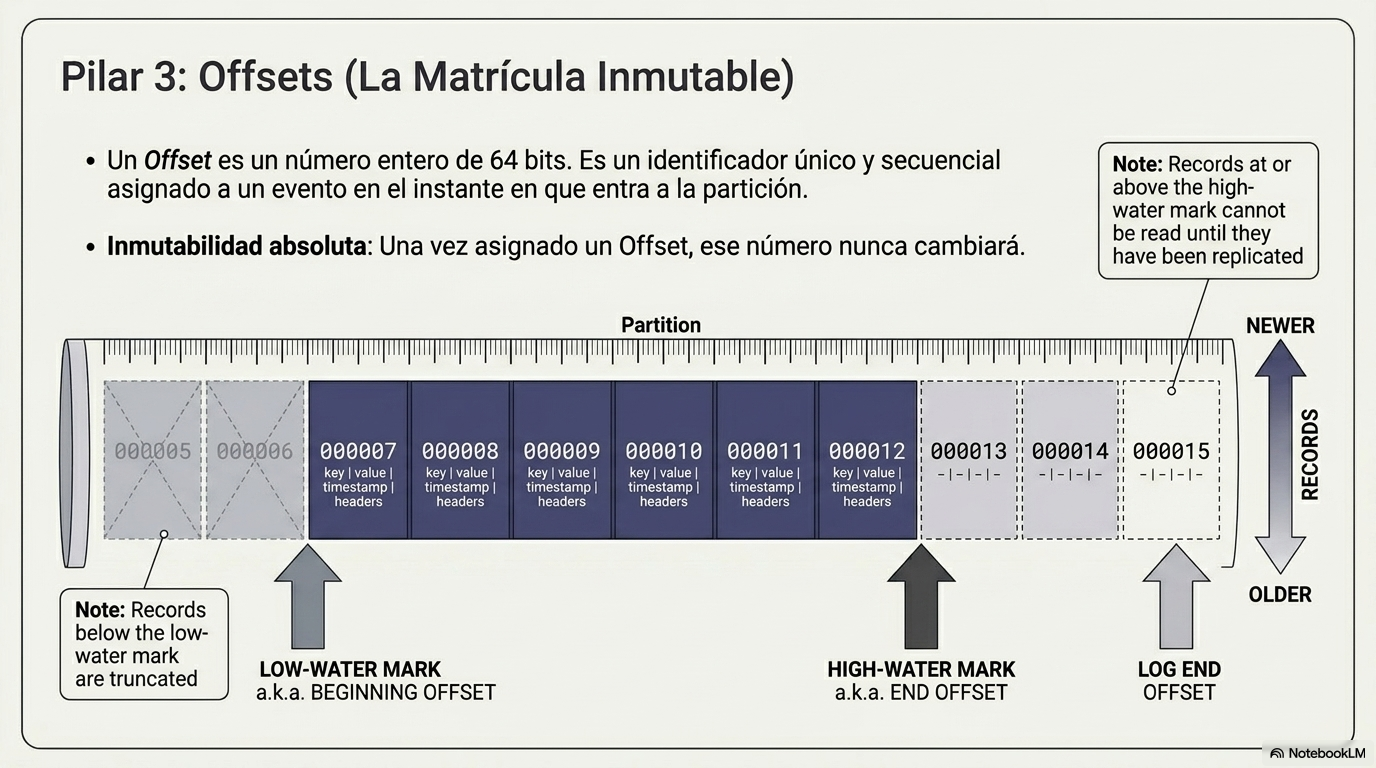 Pilar 3: Offsets (La Matrícula Inmutable)
• Un Offset es un número entero de 64 bits. Es un identificador único y secuencial
asignado a un evento en el instante en que entra a la partición.
• Inmutabilidad absoluta: Una vez asignado un Offset, ese número nunca cambiará.
Note: Records at or
above the high-
water mark cannot
be read until they
have been replicated
Partition
NEWER
RECORDS
OLDER
000005
000006
000007
key | value |
timestamp |
headers
000008
key | value |
timestamp |
headers
000009
key | value |
timestamp |
headers
000010
key | value |
timestamp |
headers
000011
key | value |
timestamp |
headers
000012
key | value |
timestamp |
headers
000013
-|-|-|-
000014
-|-|-|-
000015
-|-|-|-
Note: Records
below the low-
water mark
are truncated
LOW-WATER MARK
a.k.a. BEGINNING OFFSET
HIGH-WATER MARK
a.k.a. END OFFSET
LOG END
OFFSET
NotebookLM